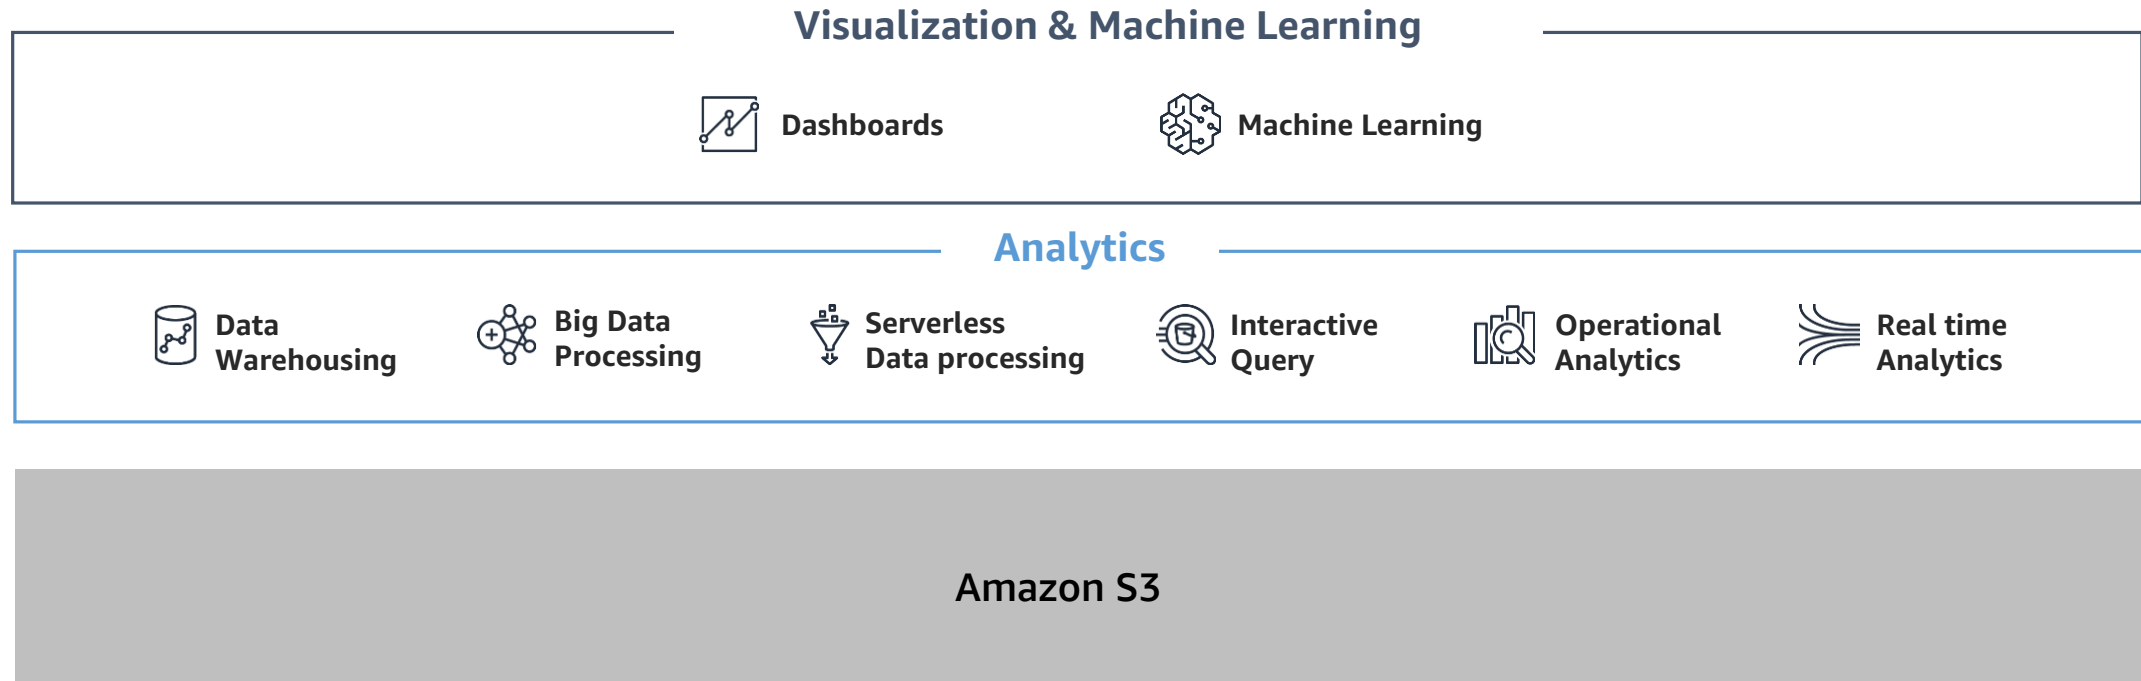 Visualization & Machine Learning
Dashboards
Machine Learning
Analytics
Data
Warehousing
Big Data
Processing
Serverless
Data processing
Interactive
Query
Operational
Analytics
Real time
Analytics
Amazon S3